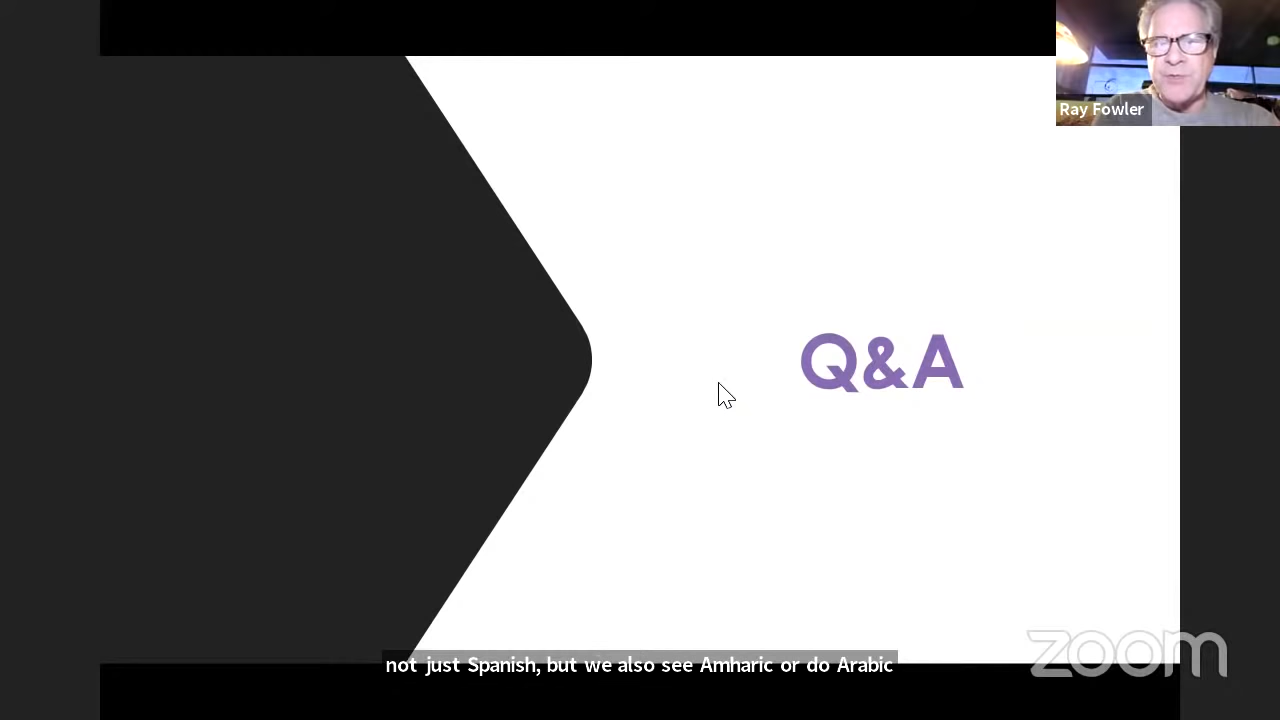 Ray Fowler
Q&A
zoom
not just Spanish, but we also see Amharic or do Arabic